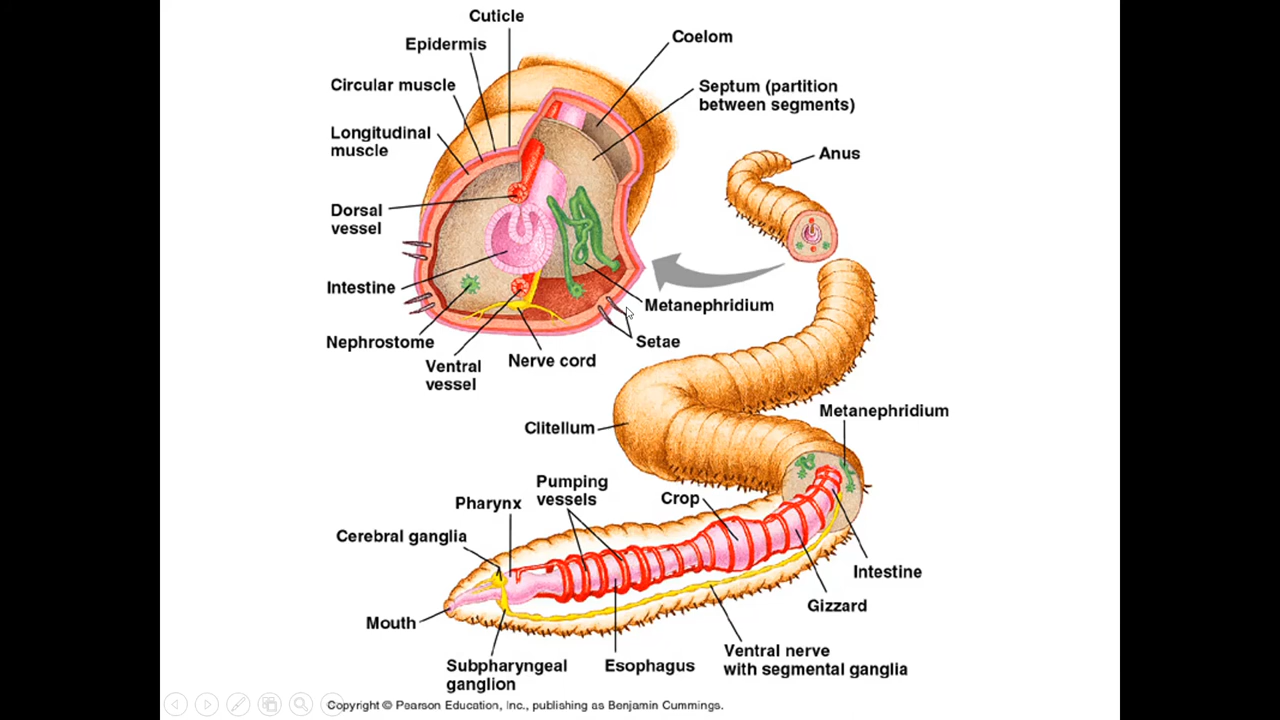 Cuticle
Epidermis
Circular muscle
Longitudinal
muscle
Dorsal
vessel
Intestine
Nephrostome
Ventral
vessel
Nerve cord
Coelom
Septum (partition
between segments)
Anus
Metanephridium
Setae
Clitellum
Metanephridium
Pumping
vessels
Pharynx
Crop
Cerebral ganglia
Mouth
Subpharyngeal
ganglion
Esophagus
Intestine
Gizzard
Ventral nerve
with segmental ganglia
Copyright © Pearson Education, Inc., publishing as Benjamin Cummings.